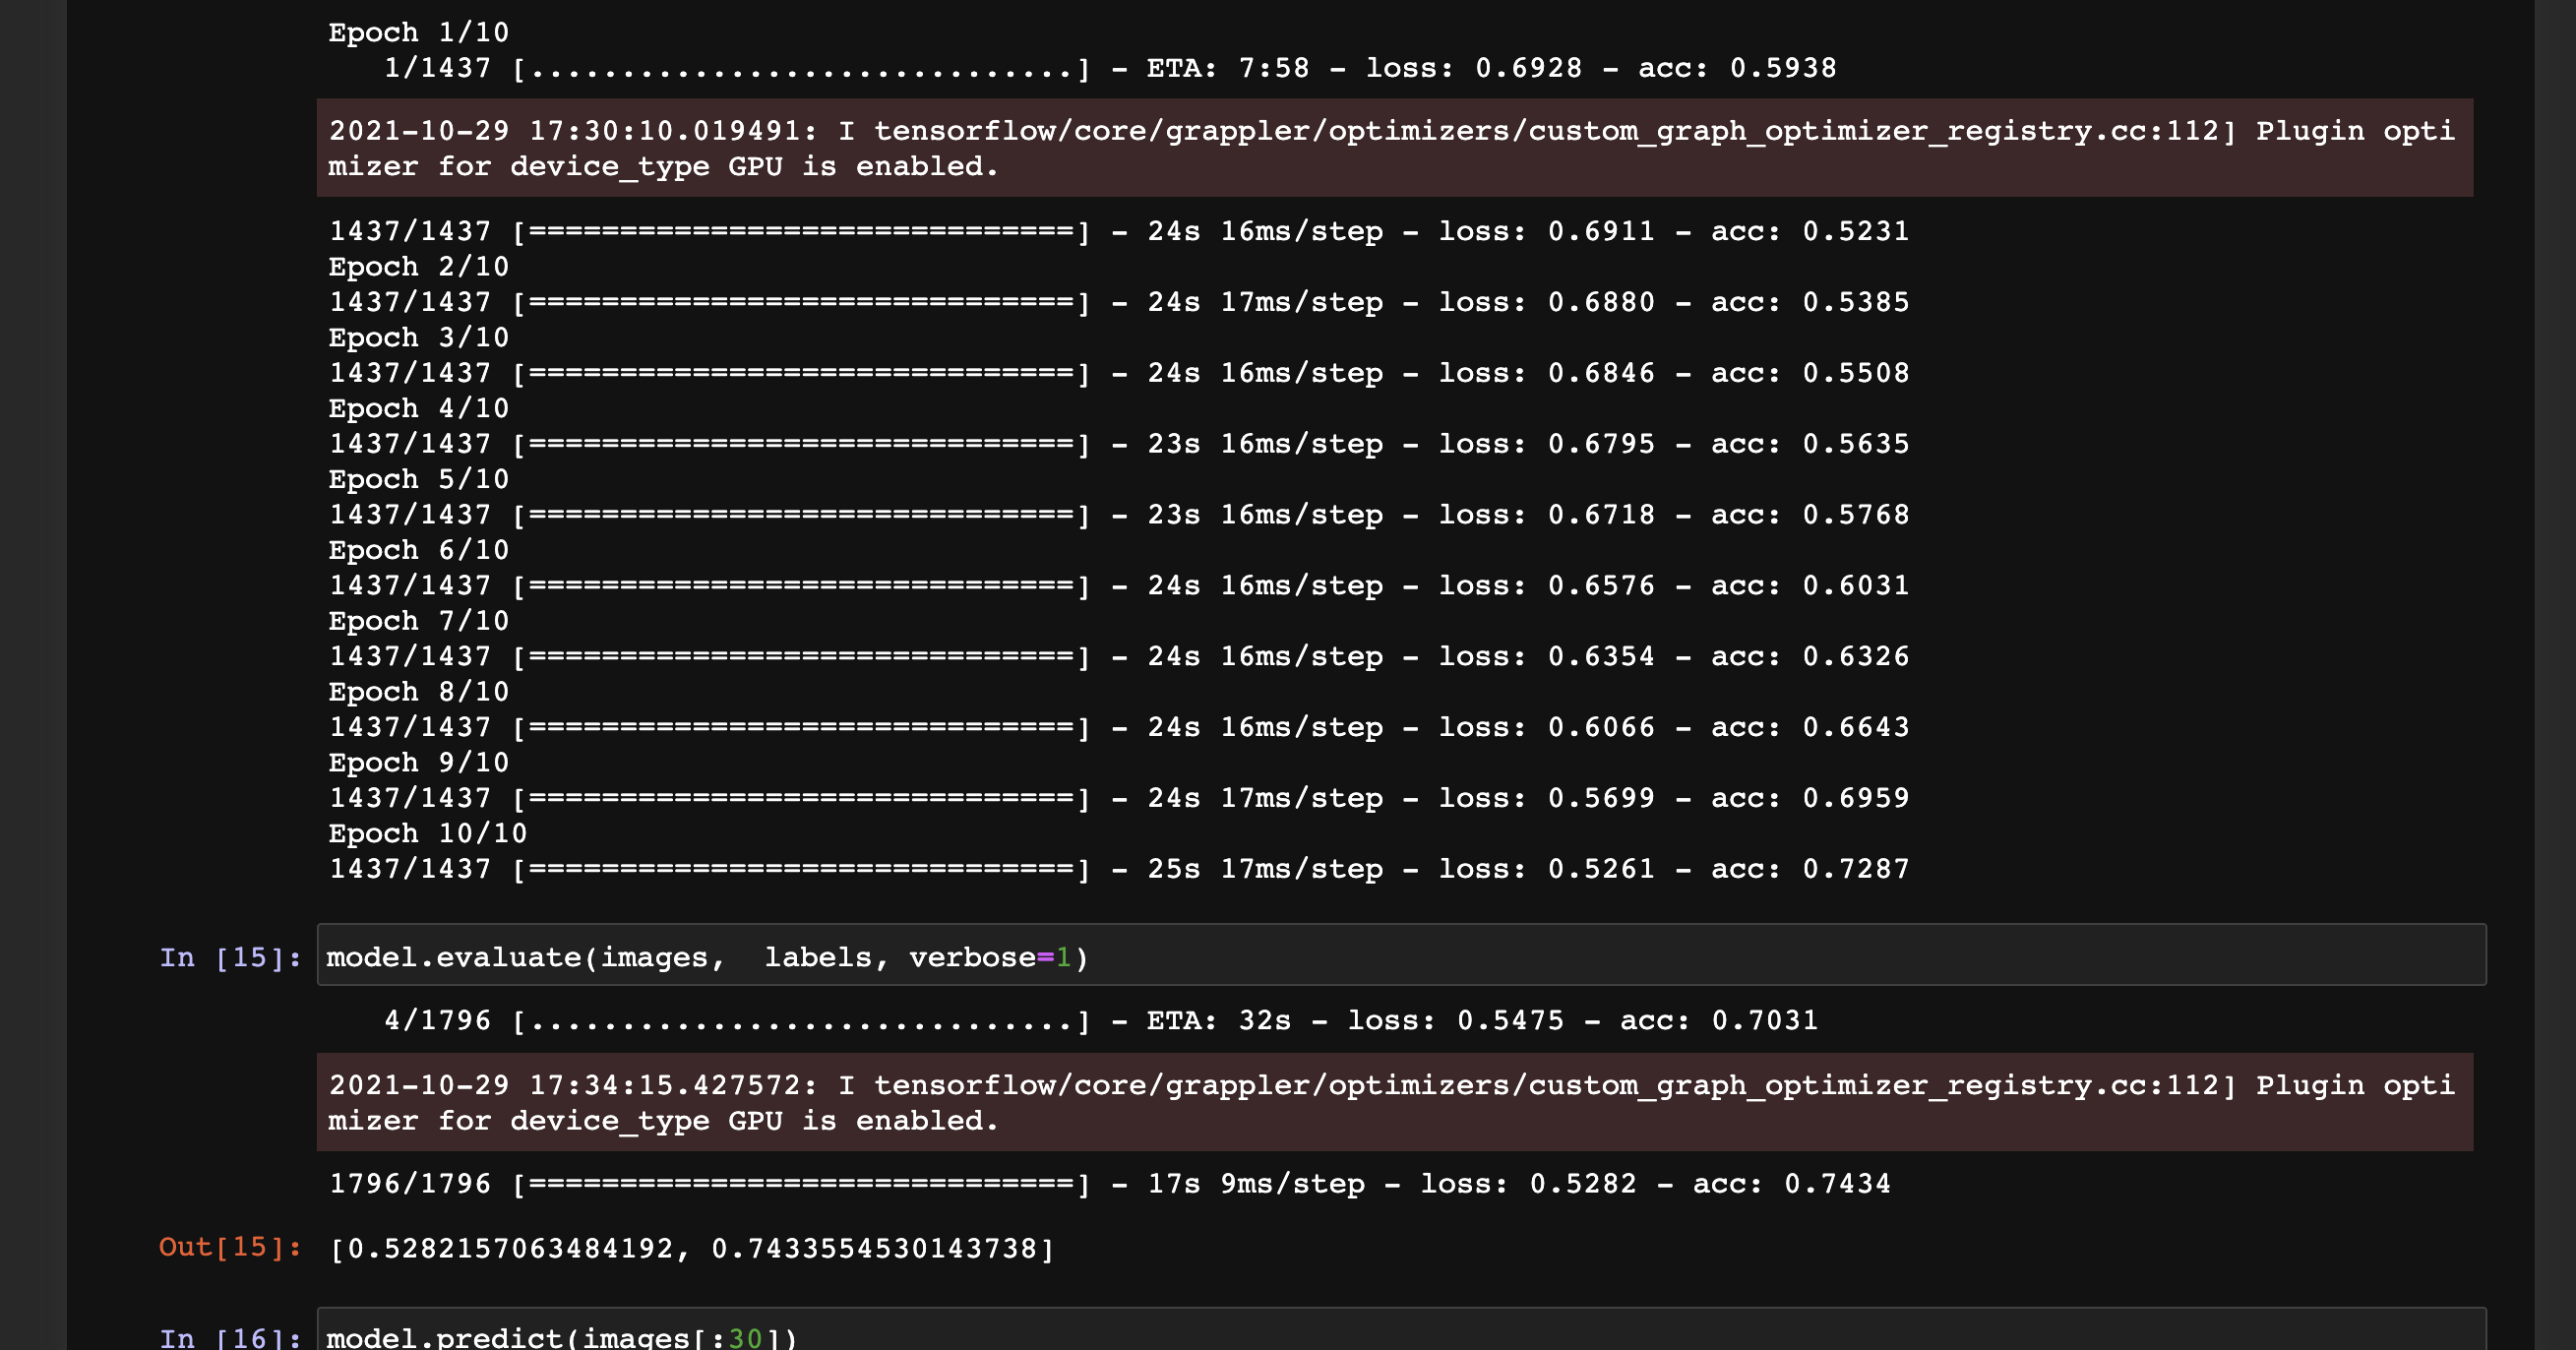 Epoch 1/10
1/1437 [..............................] - ETA: 7:58 - loss: 0.6928 - acc: 0.5938
2021-10-29 17:30:10.019491: I tensorflow/core/grappler/optimizers/custom_graph_optimizer_registry.cc:112] Plugin opti
mizer for device_type GPU is enabled.
1437/1437 [==============================] - 24s 16ms/step - loss: 0.6911 - acc: 0.5231
Epoch 2/10
1437/1437 [==============================] - 24s 17ms/step - loss: 0.6880 - acc: 0.5385
Epoch 3/10
1437/1437 [==============================] - 24s 16ms/step - loss: 0.6846 - acc: 0.5508
Epoch 4/10
1437/1437 [==============================] - 23s 16ms/step - loss: 0.6795 - acc: 0.5635
Epoch 5/10
1437/1437 [==============================] - 23s 16ms/step - loss: 0.6718 - acc: 0.5768
Epoch 6/10
1437/1437 [==============================] - 24s 16ms/step - loss: 0.6576 - acc: 0.6031
Epoch 7/10
1437/1437 [==============================] - 24s 16ms/step - loss: 0.6354 - acc: 0.6326
Epoch 8/10
1437/1437 [==============================] - 24s 16ms/step - loss: 0.6066 - acc: 0.6643
Epoch 9/10
1437/1437 [==============================] - 24s 17ms/step - loss: 0.5699 - acc: 0.6959
Epoch 10/10
1437/1437 [==============================] - 25s 17ms/step - loss: 0.5261 - acc: 0.7287
In [15]: model.evaluate(images,  labels, verbose=1)
4/1796 [..............................] - ETA: 32s - loss: 0.5475 - acc: 0.7031
2021-10-29 17:34:15.427572: I tensorflow/core/grappler/optimizers/custom_graph_optimizer_registry.cc:112] Plugin opti
mizer for device_type GPU is enabled.
1796/1796 [==============================] - 17s 9ms/step - loss: 0.5282 - acc: 0.7434
Out[15]: [0.5282157063484192, 0.7433554530143738]
In [16]: model.predict(images[:30])